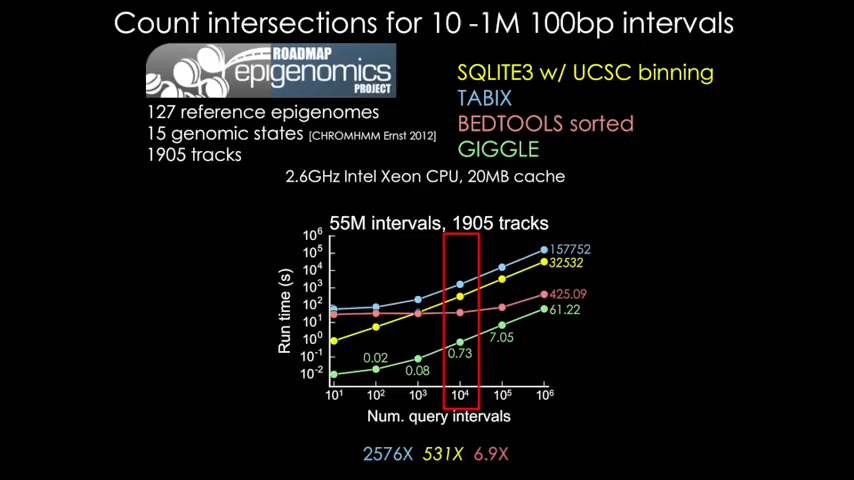 Count intersections for 10 -1M 100bp intervals
ROADMAP
epigenomics
PROJECT
127 reference epigenomes
15 genomic states [CHROMHMM Ernst 2012]
1905 tracks
SQLITE3 w/ UCSC binning
TABIX
BEDTOOLS sorted
GIGGLE
2.6GHz Intel Xeon CPU, 20MB cache
55M intervals, 1905 tracks
Run time (s)
10⁶
10⁵
10⁴
10³
10²
10¹
10⁰
10⁻¹
10⁻²
157752
32532
425.09
61.22
0.02
0.08
0.73
7.05
10¹ 10² 10³ 10⁴ 10⁵ 10⁶
Num. query intervals
2576X 531X 6.9X